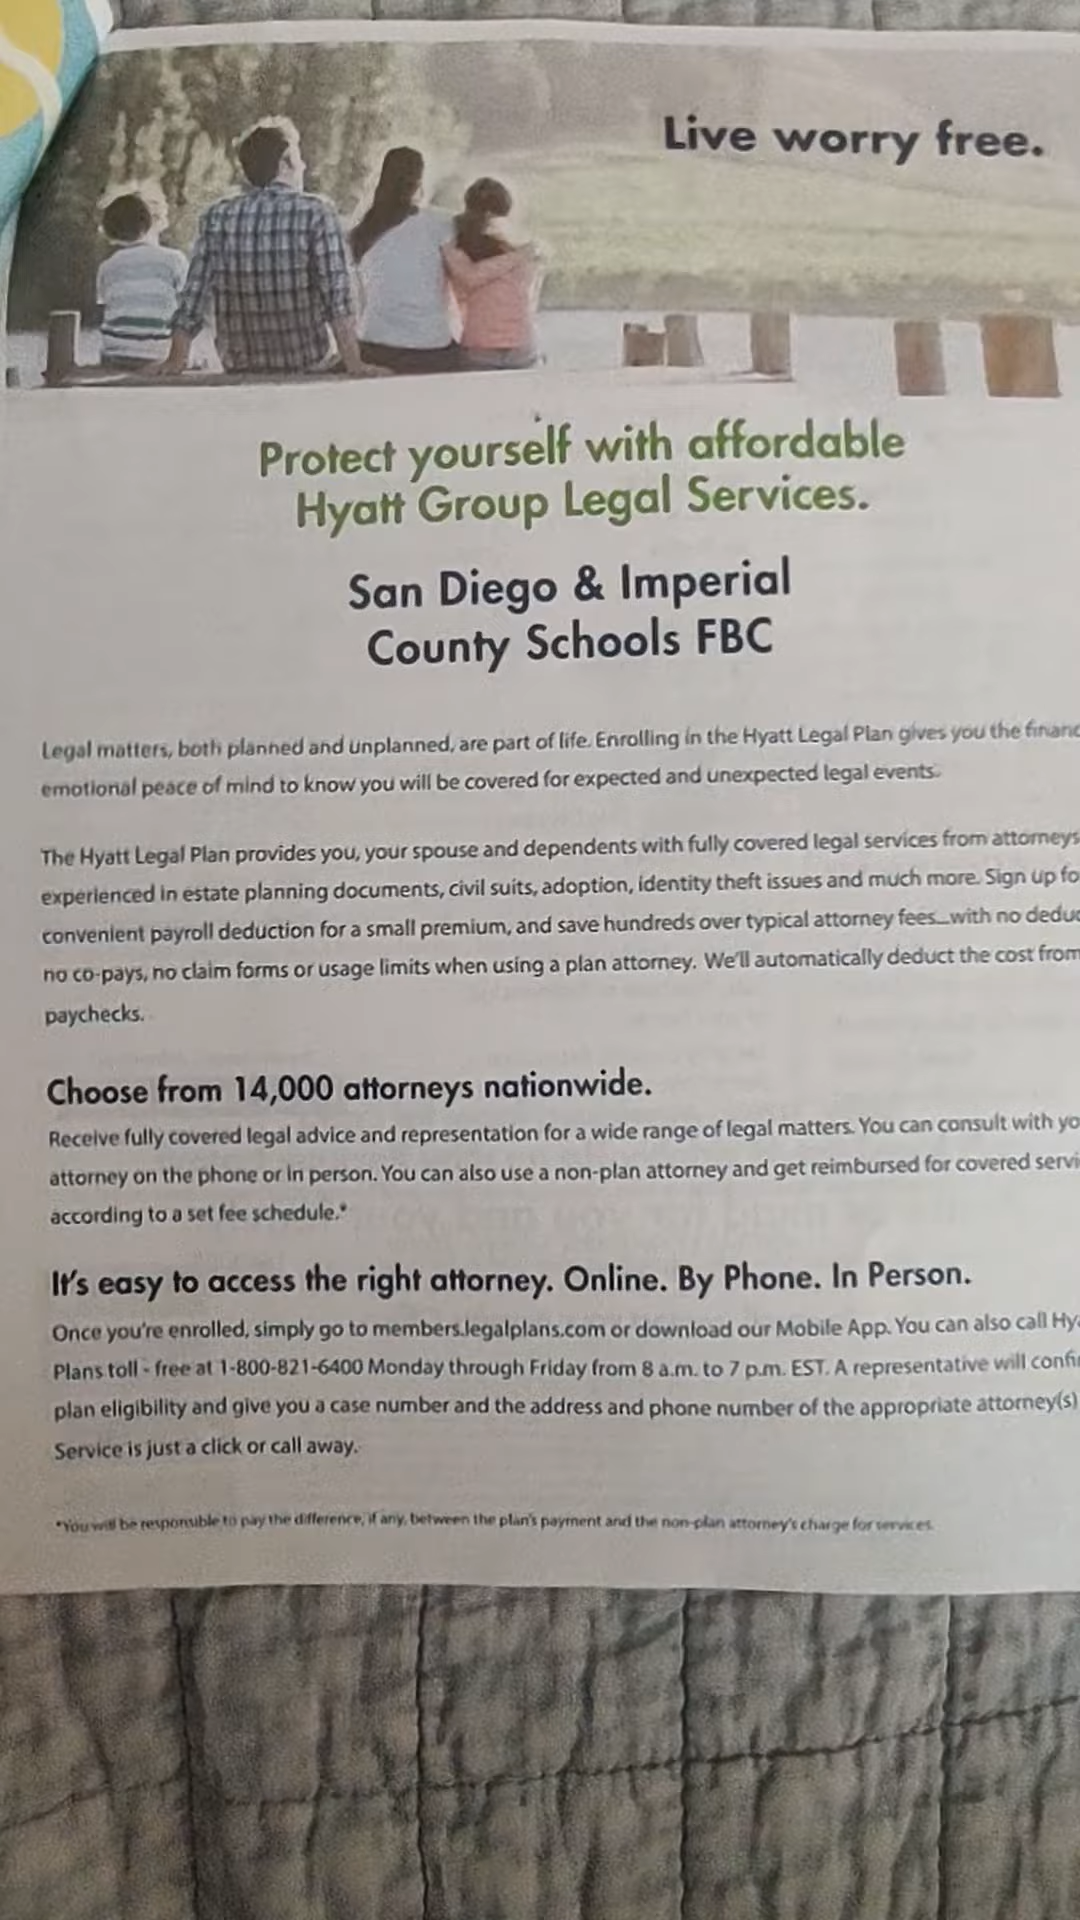 Live worry free.
Protect yourself with affordable
Hyatt Group Legal Services.
San Diego & Imperial
County Schools FBC
Legal matters, both planned and unplanned, are part of life. Enrolling in the Hyatt Legal Plan gives you the
emotional peace of mind to know you will be covered for expected and unexpected legal events.
The Hyatt Legal Plan provides you, your spouse and dependents with fully covered legal services from attorneys
experienced in estate planning documents, civil suits, adoption, identity theft issues and much more. Sign up
convenient payroll deduction for a small premium, and save hundreds over typical attorney fees...with no
no co-pays, no claim forms or usage limits when using a plan attorney. We'll automatically deduct the cost from
paychecks.
Choose from 14,000 attorneys nationwide.
Receive fully covered legal advice and representation for a wide range of legal matters. You can consult with
attorney on the phone or in person. You can also use a non-plan attorney and get reimbursed for covered
according to a set fee schedule.*
It's easy to access the right attorney. Online. By Phone. In Person.
Once you're enrolled, simply go to members.legalplans.com or download our Mobile App. You can also call
Plans toll - free at 1-800-821-6400 Monday through Friday from 8 a.m. to 7 p.m. EST. A representative will
plan eligibility and give you a case number and the address and phone number of the appropriate attorney(s)
Service is just a click or call away.
*You will be responsible to pay the difference, if any, between the plan's payment and the non-plan attorney's charge for services.